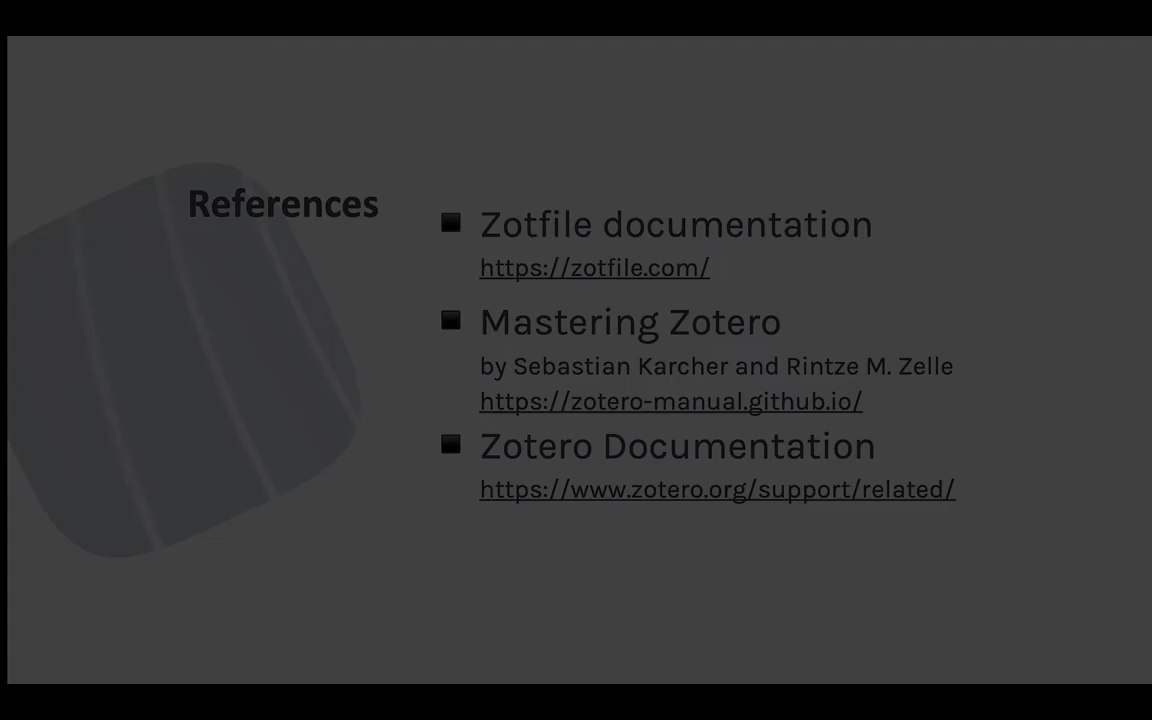 References
Zotfile documentation
https://zotfile.com/
Mastering Zotero
by Sebastian Karcher and Rintze M. Zelle
https://zotero-manual.github.io/
Zotero Documentation
https://www.zotero.org/support/related/